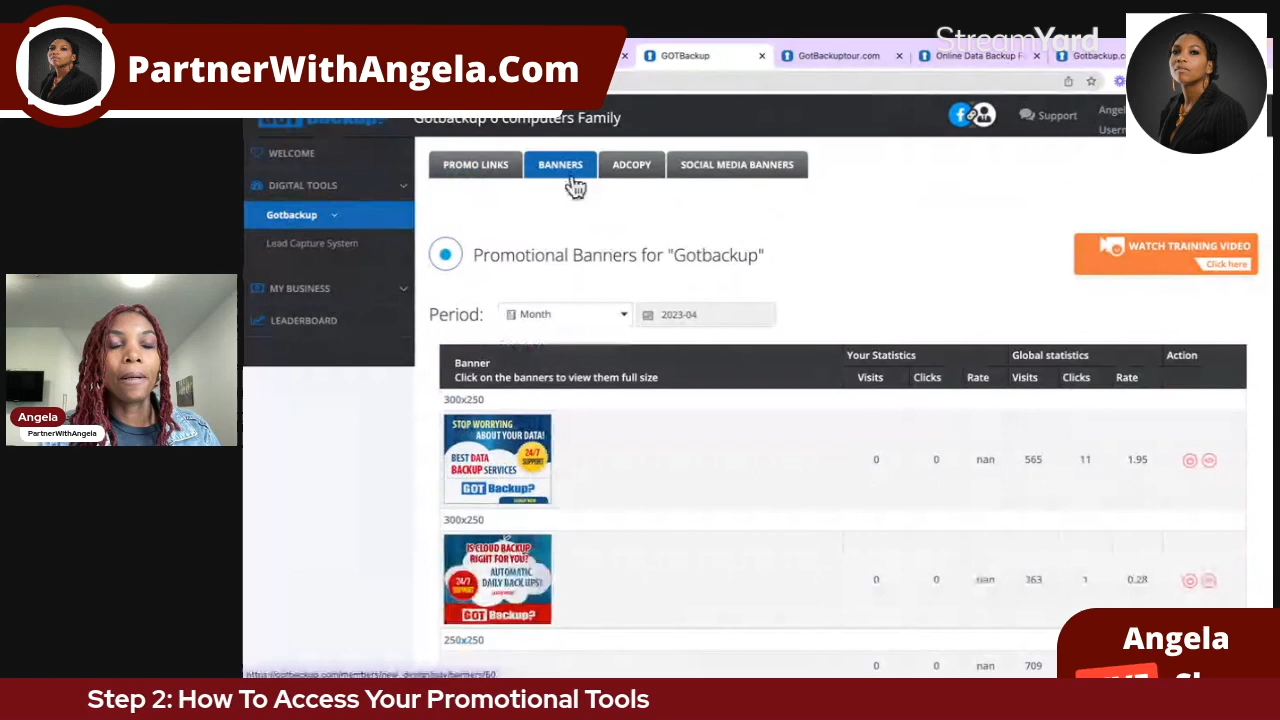 PartnerWithAngela.Com
StreamYard
GOTBackup
GotBackuptour.com
Online Data Backup F
Gotbackup.c
GOT Backup?
Gotbackup 6 computers Family
Support
Angel
Usern
WELCOME
DIGITAL TOOLS
Gotbackup
Lead Capture System
MY BUSINESS
LEADERBOARD
PROMO LINKS
BANNERS
ADCOPY
SOCIAL MEDIA BANNERS
Promotional Banners for "Gotbackup"
WATCH TRAINING VIDEO
Click here
Period:
Month
2023-04
Banner
Click on the banners to view them full size
Your Statistics
Global statistics
Action
Visits
Clicks
Rate
Visits
Clicks
Rate
300x250
STOP WORRYING
ABOUT YOUR DATA!
BEST DATA
BACKUP SERVICES
24/7
SUPPORT
GOT Backup?
0
0
nan
565
11
1.95
300x250
IS CLOUD BACKUP
RIGHT FOR YOU?
AUTOMATIC
DAILY BACK UPS!
24/7
SUPPORT
GOT Backup?
0
0
nan
363
1
0.28
250x250
0
0
nan
709
Angela
PartnerWithAngela
Angela
Step 2: How To Access Your Promotional Tools